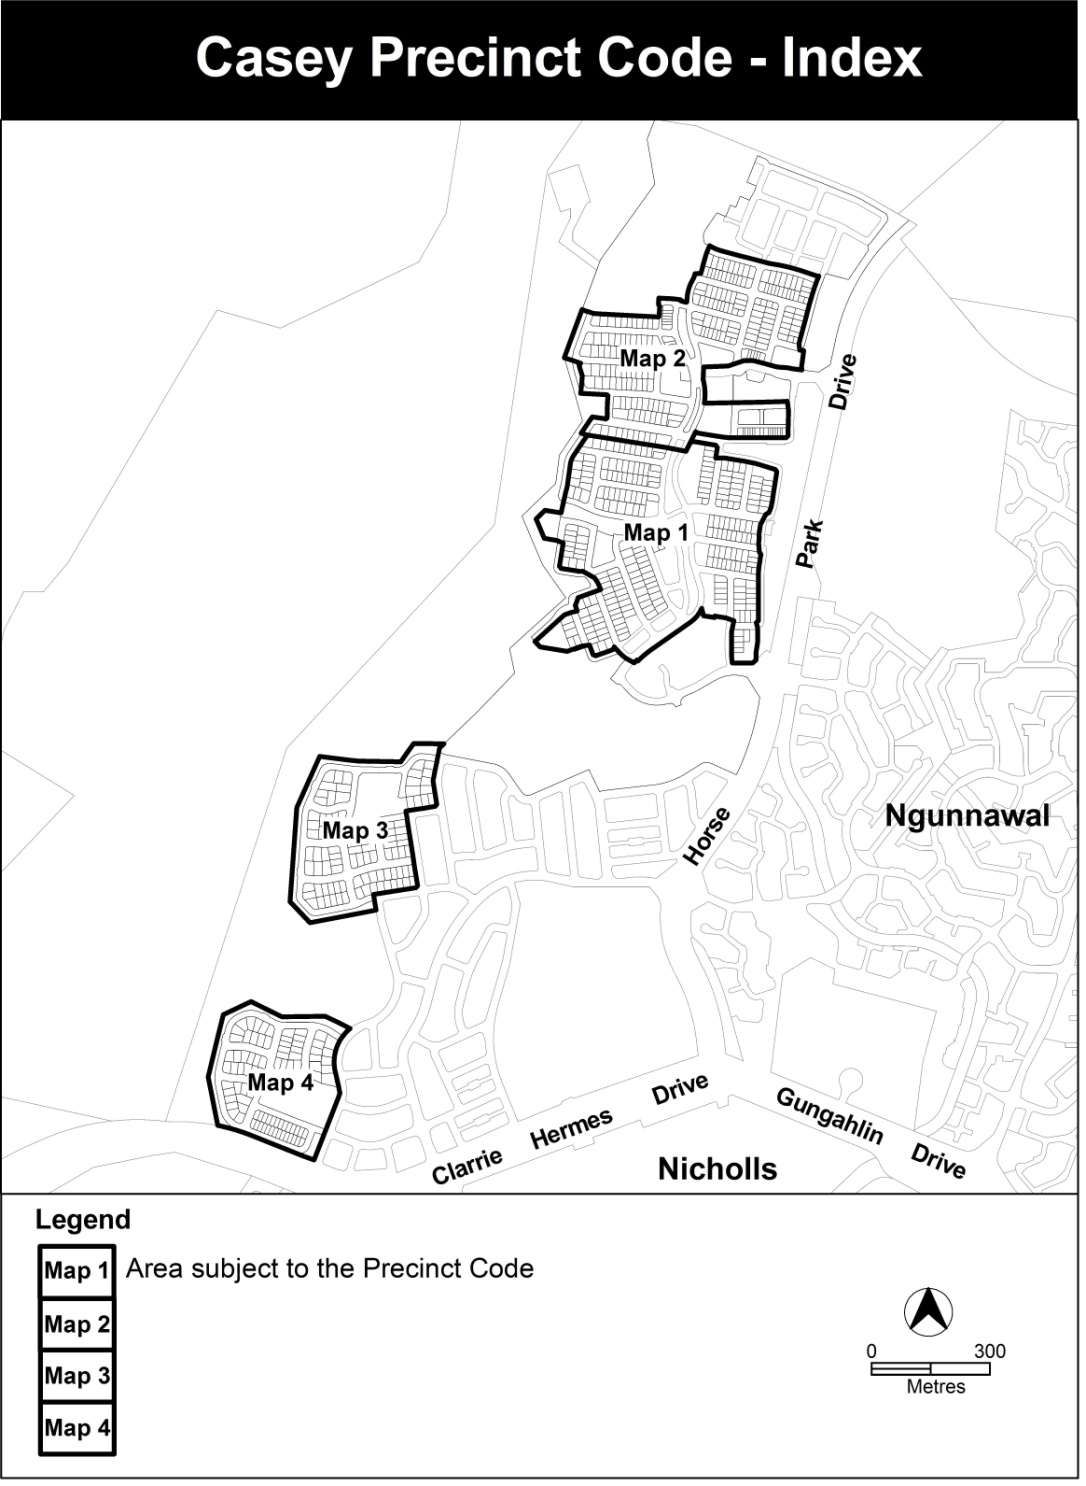 Casey Precinct Code - Index
Map 2
Drive
Map 1
Park
Ngunnawal
Map 3
Horse
Map 4
Clarrie Hermes Drive
Gungahlin Drive
Nicholls
Legend
Map 1 Area subject to the Precinct Code
Map 2
Map 3
Map 4
0 300
Metres